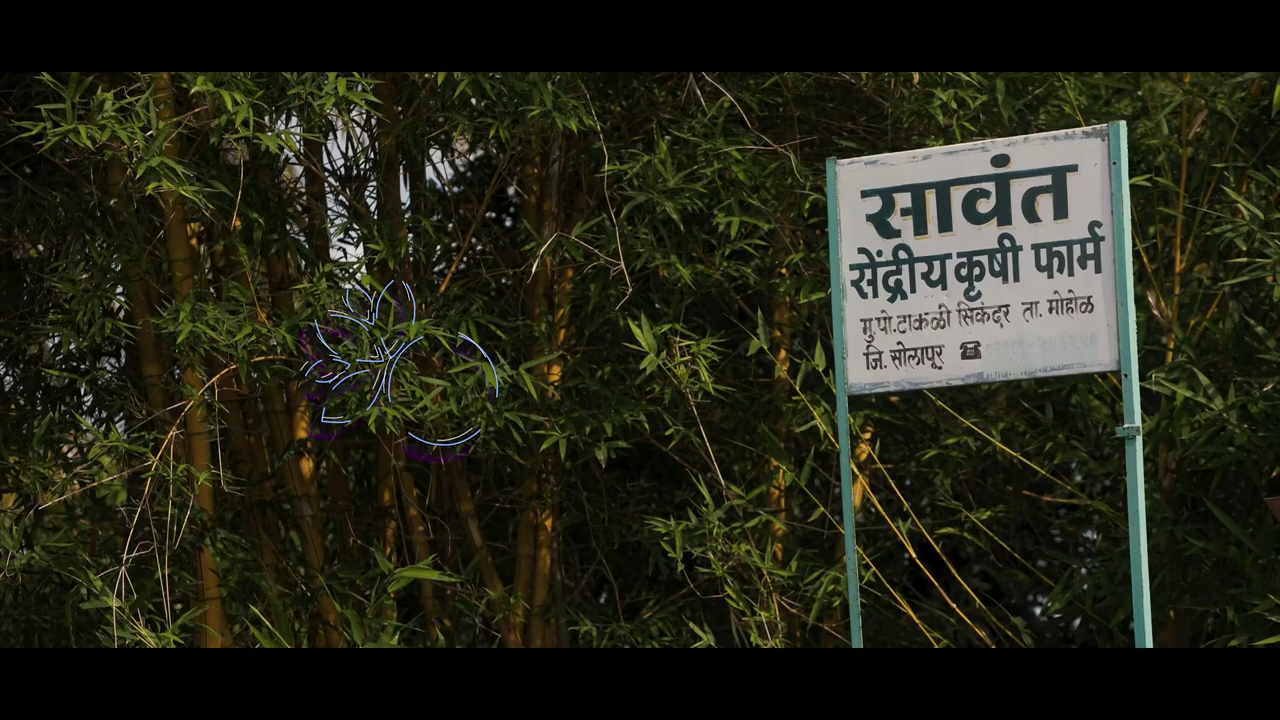 सावंत
सेंद्रीय कृषी फार्म
मु.पो.टाकळी सिकंदर ता. मोहोळ
जि. सोलापूर